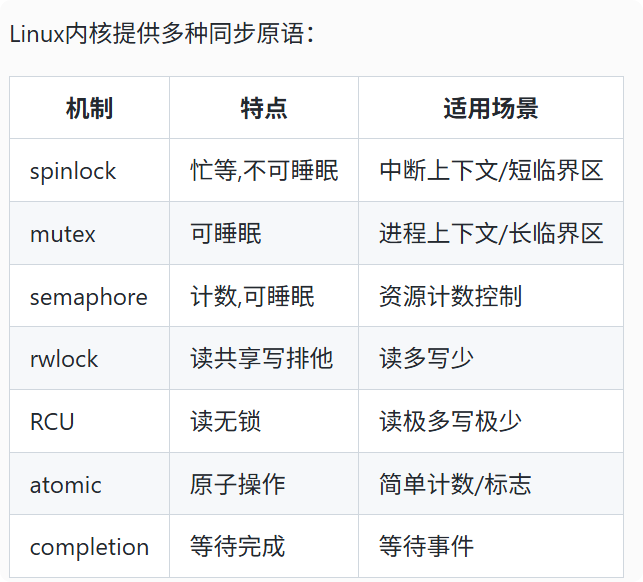 Linux内核提供多种同步原语：
机制 特点 适用场景
spinlock 忙等,不可睡眠 中断上下文/短临界区
mutex 可睡眠 进程上下文/长临界区
semaphore 计数,可睡眠 资源计数控制
rwlock 读共享写排他 读多写少
RCU 读无锁 读极多写极少
atomic 原子操作 简单计数/标志
completion 等待完成 等待事件